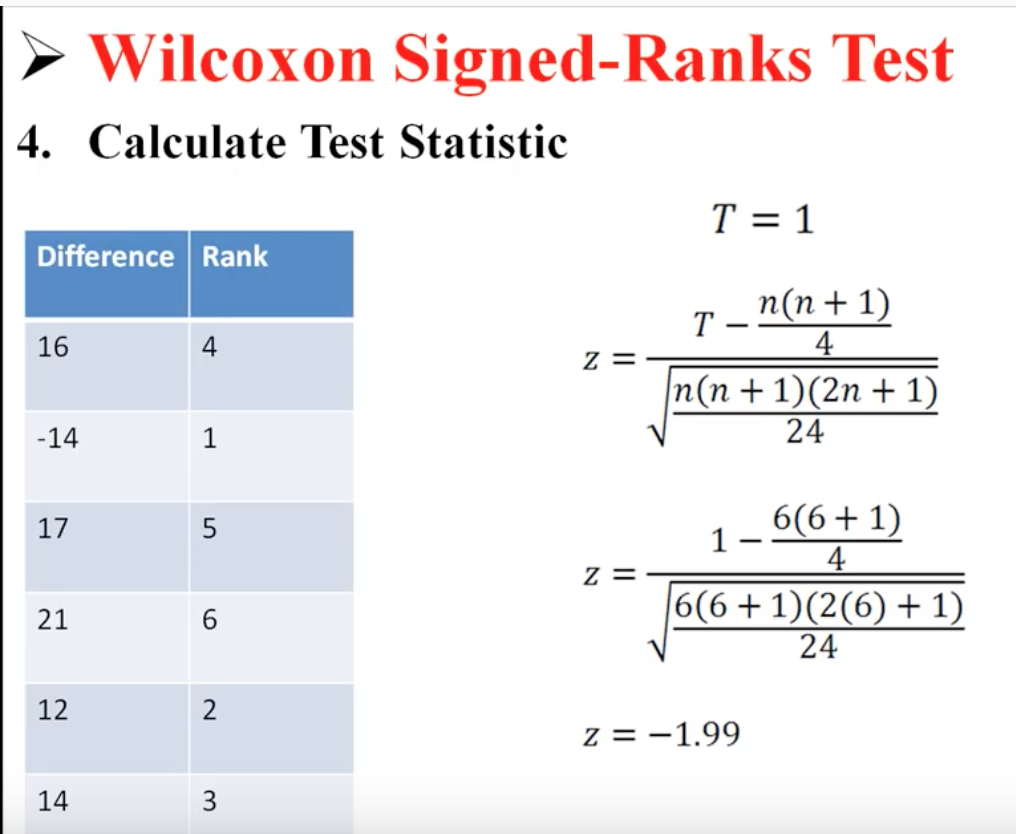 ➢ Wilcoxon Signed-Ranks Test
4. Calculate Test Statistic
Difference Rank
16 4
-14 1
17 5
21 6
12 2
14 3
T = 1
z = (T − n(n + 1)/4) / √(n(n + 1)(2n + 1)/24)
z = (1 − 6(6 + 1)/4) / √(6(6 + 1)(2(6) + 1)/24)
z = −1.99